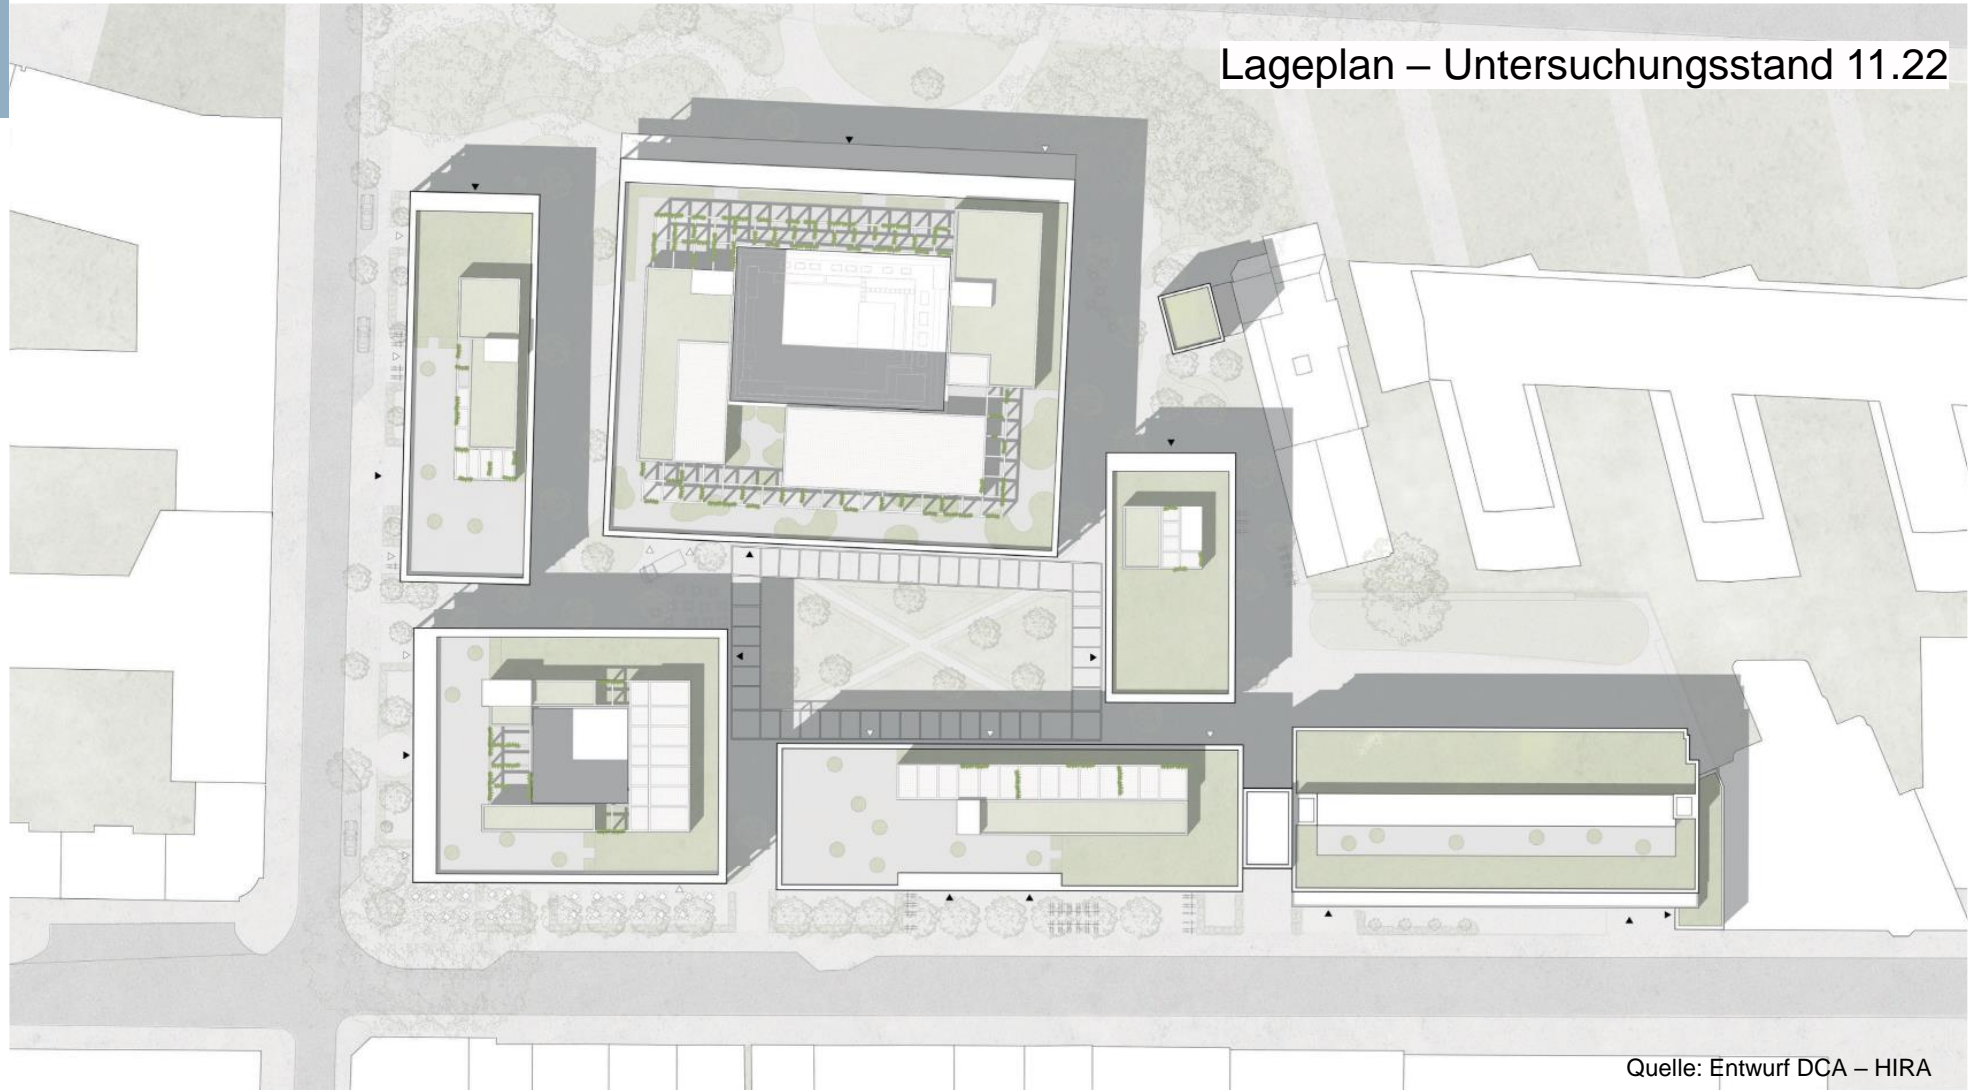 Lageplan – Untersuchungsstand 11.22
Quelle: Entwurf DCA – HIRA